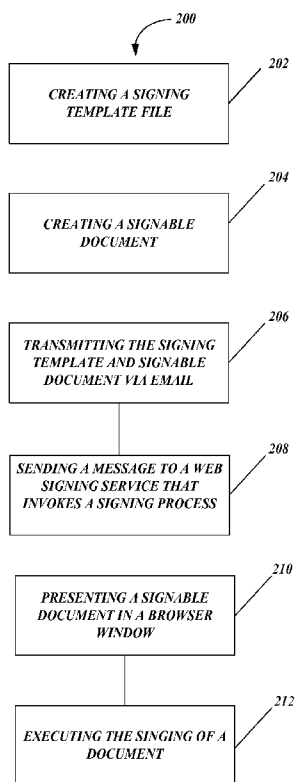 200
202
CREATING A SIGNING
TEMPLATE FILE
204
CREATING A SIGNABLE
DOCUMENT
206
TRANSMITTING THE SIGNING
TEMPLATE AND SIGNABLE
DOCUMENT VIA EMAIL
208
SENDING A MESSAGE TO A WEB
SIGNING SERVICE THAT
INVOKES A SIGNING PROCESS
210
PRESENTING A SIGNABLE
DOCUMENT IN A BROWSER
WINDOW
212
EXECUTING THE SINGING OF A
DOCUMENT